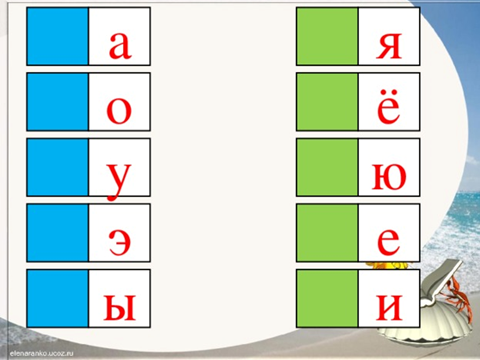 а я
о ё
у ю
э е
ы и
elenaranko.ucoz.ru